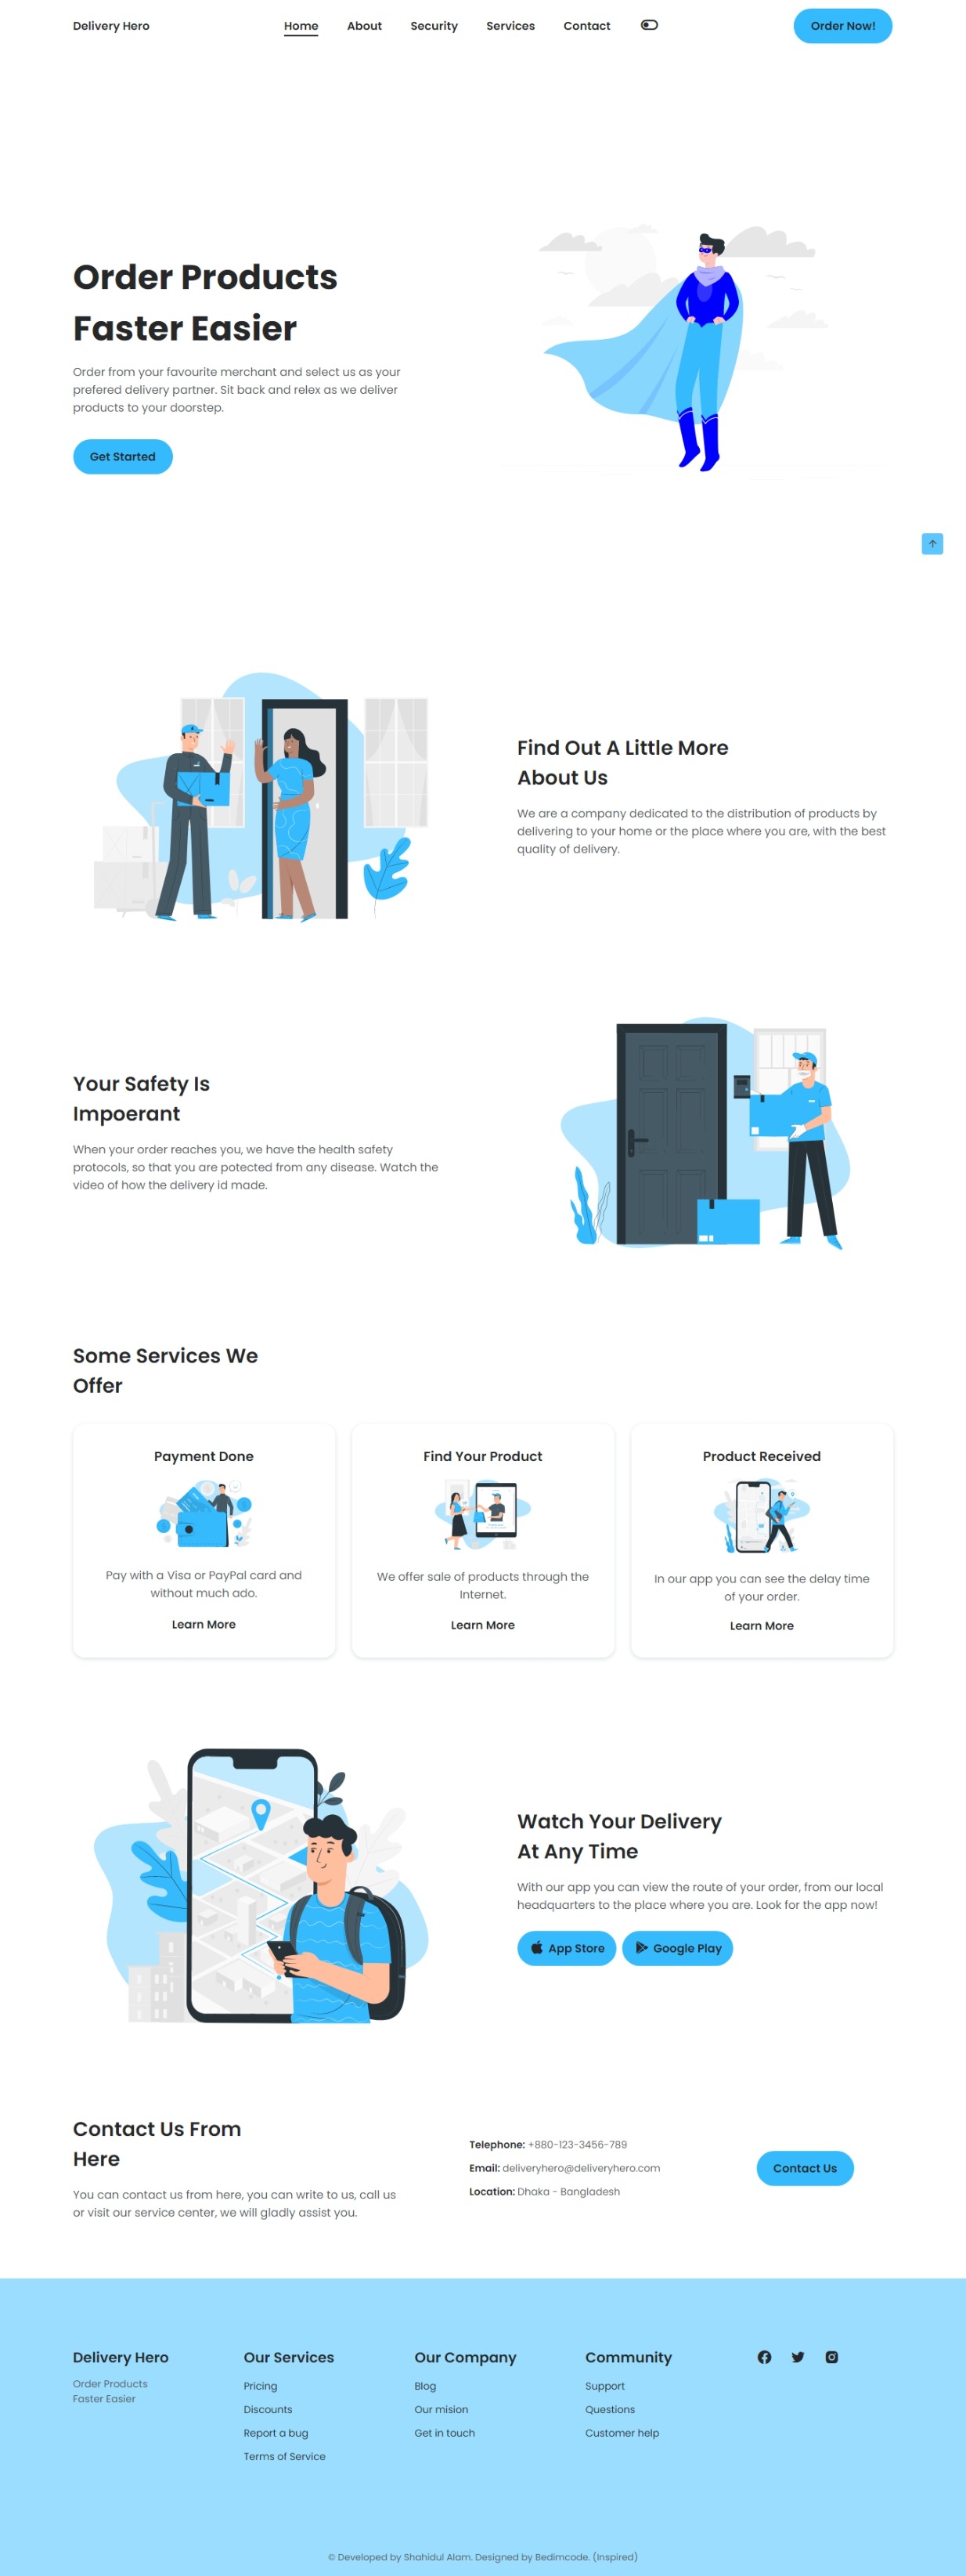 Delivery Hero
Home
About
Security
Services
Contact
Order Now!
Order Products
Faster Easier
Order from your favourite merchant and select us as your
prefered delivery partner. Sit back and relex as we deliver
products to your doorstep.
Get Started
Find Out A Little More
About Us
We are a company dedicated to the distribution of products by
delivering to your home or the place where you are, with the best
quality of delivery.
Your Safety Is
Impoerant
When your order reaches you, we have the health safety
protocols, so that you are potected from any disease. Watch the
video of how the delivery id made.
Some Services We
Offer
Payment Done
Pay with a Visa or PayPal card and
without much ado.
Learn More
Find Your Product
We offer sale of products through the
Internet.
Learn More
Product Received
In our app you can see the delay time
of your order.
Learn More
Watch Your Delivery
At Any Time
With our app you can view the route of your order, from our local
headquarters to the place where you are. Look for the app now!
App Store
Google Play
Contact Us From
Here
You can contact us from here, you can write to us, call us
or visit our service center, we will gladly assist you.
Telephone: +880-123-3456-789
Email: deliveryhero@deliveryhero.com
Location: Dhaka - Bangladesh
Contact Us
Delivery Hero
Order Products
Faster Easier
Our Services
Pricing
Discounts
Report a bug
Terms of Service
Our Company
Blog
Our mision
Get in touch
Community
Support
Questions
Customer help
© Developed by Shahidul Alam. Designed by Bedimcode. (Inspired)